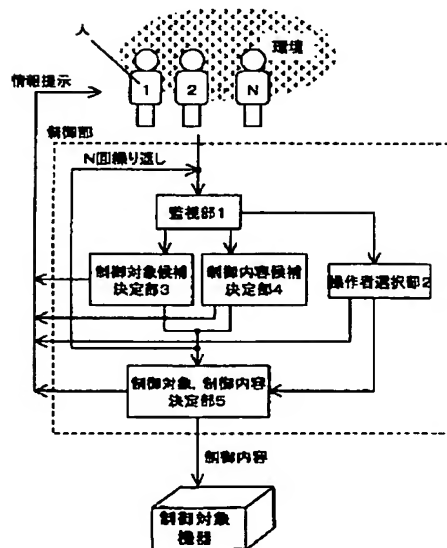 人
環境
情報提示
1
2
N
制御部
N回繰り返し
監視部1
制御対象候補
決定部3
制御内容候補
決定部4
操作者選択部2
制御対象、制御内容
決定部5
制御内容
制御対象
機器